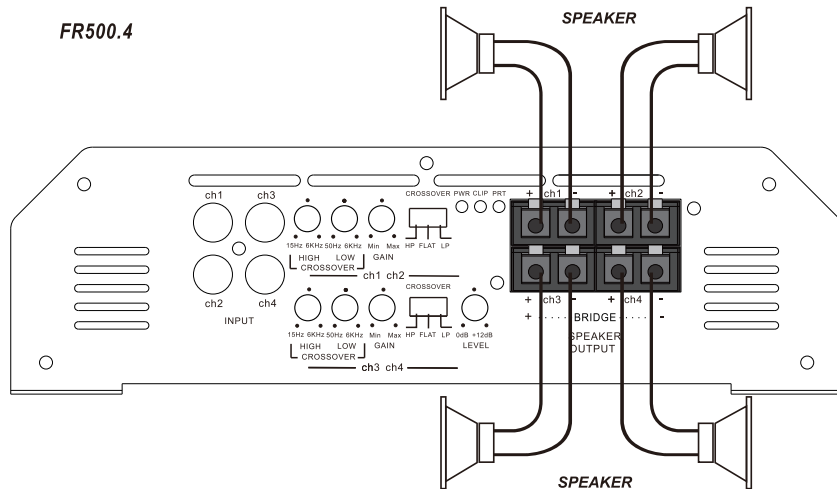 SPEAKER
FR500.4
ch1 ch3
CROSSOVER PWR CLIP PRT
+ ch1 - + ch2 -
15Hz 6KHz 50Hz 6KHz Min Max HP FLAT LP
HIGH LOW GAIN
CROSSOVER
ch1 ch2
ch2 ch4
INPUT
CROSSOVER
+ ch3 - + ch4 -
+ ······ BRIDGE ······ -
SPEAKER
OUTPUT
15Hz 6KHz 50Hz 6KHz Min Max HP FLAT LP 0dB +12dB
HIGH LOW GAIN LEVEL
CROSSOVER
ch3 ch4
SPEAKER